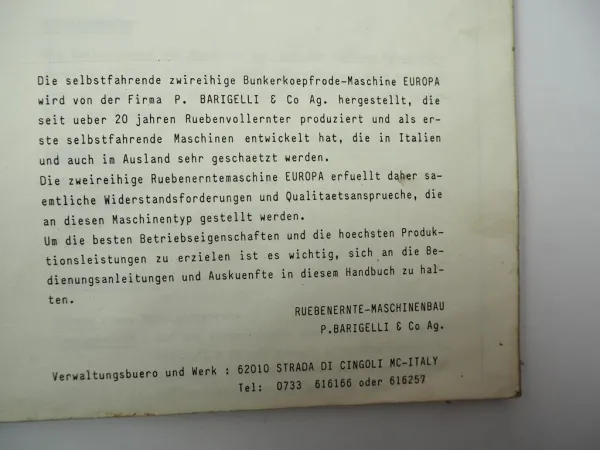 Die selbstfahrende zwireihige Bunkerkoepfrode-Maschine EUROPA
wird von der Firma P. BARIGELLI & Co Ag. hergestellt, die
seit ueber 20 jahren Ruebenvollernter produziert und als er-
ste selbstfahrende Maschinen entwickelt hat, die in Italien
und auch im Ausland sehr geschaetzt werden.
Die zweireihige Ruebenerntemaschine EUROPA erfuellt daher sa-
emtliche Widerstandsforderungen und Qualitaetsansprueche, die
an diesen Maschinentyp gestellt werden.
Um die besten Betriebseigenschaften und die hoechsten Produk-
tionsleistungen zu erzielen ist es wichtig, sich an die Be-
dienungsanleitungen und Auskuenfte in diesem Handbuch zu hal-
ten.
RUEBENERNTE-MASCHINENBAU
P.BARIGELLI & Co Ag.
Verwaltungsbuero und Werk : 62010 STRADA DI CINGOLI MC-ITALY
Tel: 0733 616166 oder 616257